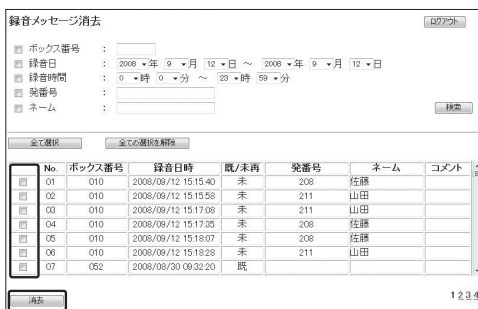 録音メッセージ消去 ログアウト
ボックス番号 :
録音日 : 2008 年 9 月 12 日 ～ 2008 年 9 月 12 日
録音時間 : 0 時 0 分 ～ 23 時 59 分
発番号 :
ネーム : 検索
全て選択 全ての選択を解除
No. ボックス番号 録音日時 既/未再 発番号 ネーム コメント
01 010 2008/09/12 15:15:40 未 208 佐藤
02 010 2008/09/12 15:15:58 未 211 山田
03 010 2008/09/12 15:17:08 未 211 山田
04 010 2008/09/12 15:17:35 未 208 佐藤
05 010 2008/09/12 15:18:07 未 208 佐藤
06 010 2008/09/12 15:18:28 未 211 山田
07 052 2008/08/30 09:32:20 既
消去 1 2 3 4